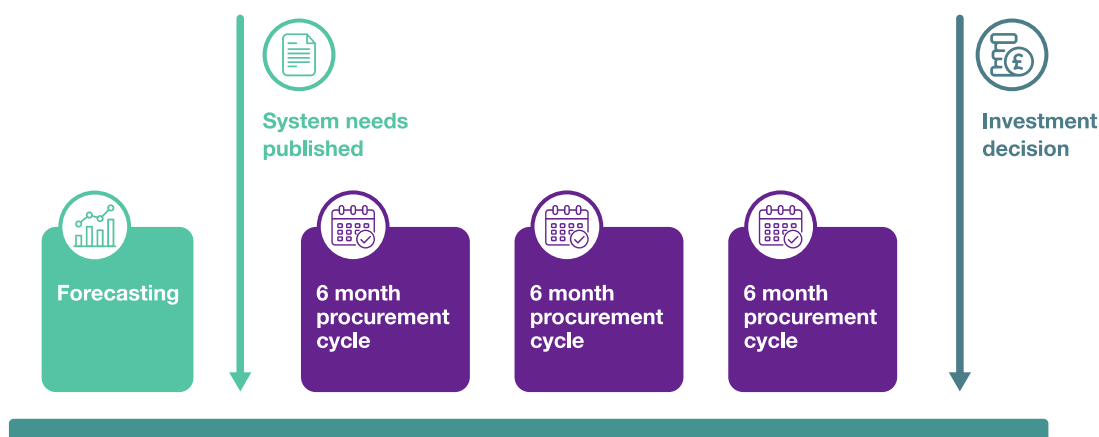 System needs
published
Investment
decision
Forecasting
6 month
procurement
cycle
6 month
procurement
cycle
6 month
procurement
cycle
£